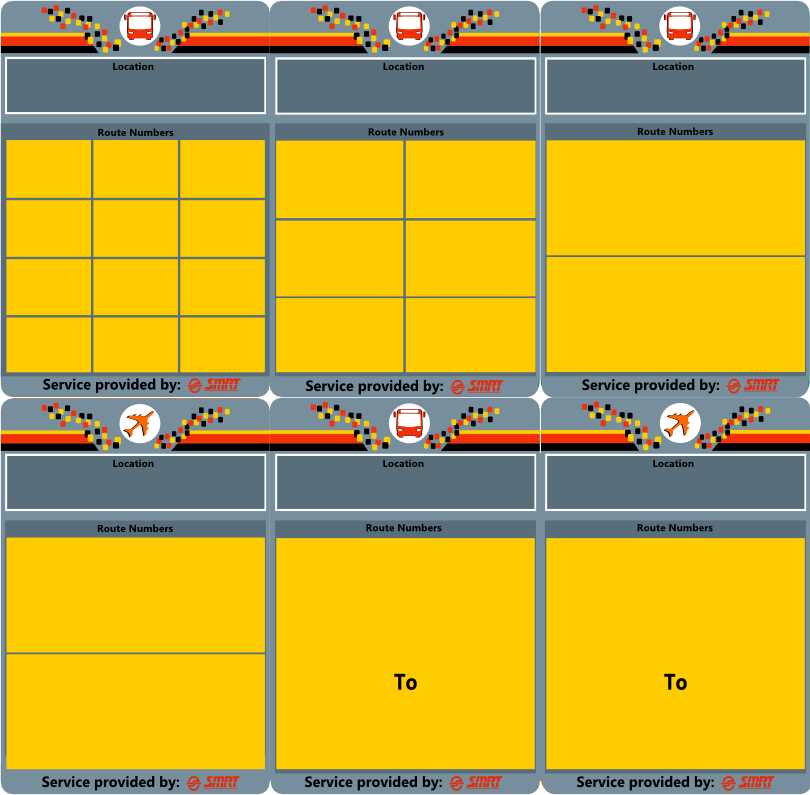 Location
Route Numbers
Service provided by: SMRT
Location
Route Numbers
Service provided by: SMRT
Location
Route Numbers
Service provided by: SMRT
Location
Route Numbers
Service provided by: SMRT
Location
Route Numbers
To
Service provided by: SMRT
Location
Route Numbers
To
Service provided by: SMRT